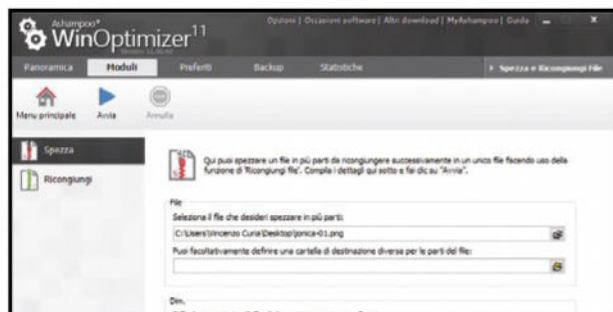 Ashampoo®
WinOptimizer 11
Opzioni | Occasioni software | Altri download | MyAshampoo | Guida
Panoramica Moduli Preferiti Backup Statistiche > Spezza e Ricongiungi File
Menu principale Avvia Annulla
Spezza
Ricongiungi
Qui puoi spezzare un file in più parti da ricongiungere successivamente in un unico file facendo uso della
funzione di 'Ricongiungi file'. Compila i dettagli qui sotto e fai clic su "Avvia".
File
Seleziona il file che desideri spezzare in più parti:
C:\Users\Vincenzo Curia\Desktop\jonica-01.png
Puoi facoltativamente definire una cartella di destinazione diversa per le parti del file:
Dim.